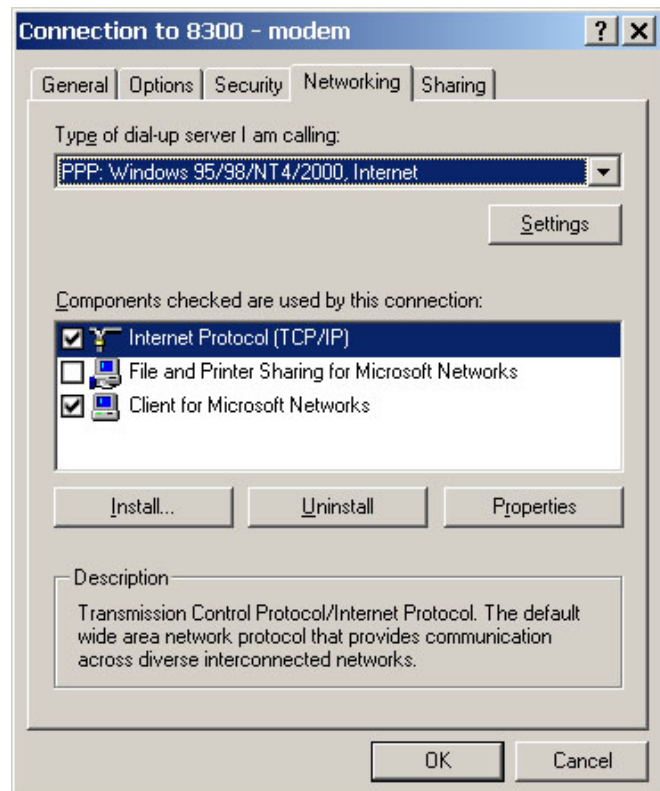 Connection to 8300 - modem
General Options Security Networking Sharing
Type of dial-up server I am calling:
PPP: Windows 95/98/NT4/2000, Internet
Settings
Components checked are used by this connection:
Internet Protocol (TCP/IP)
File and Printer Sharing for Microsoft Networks
Client for Microsoft Networks
Install... Uninstall Properties
Description
Transmission Control Protocol/Internet Protocol. The default
wide area network protocol that provides communication
across diverse interconnected networks.
OK Cancel